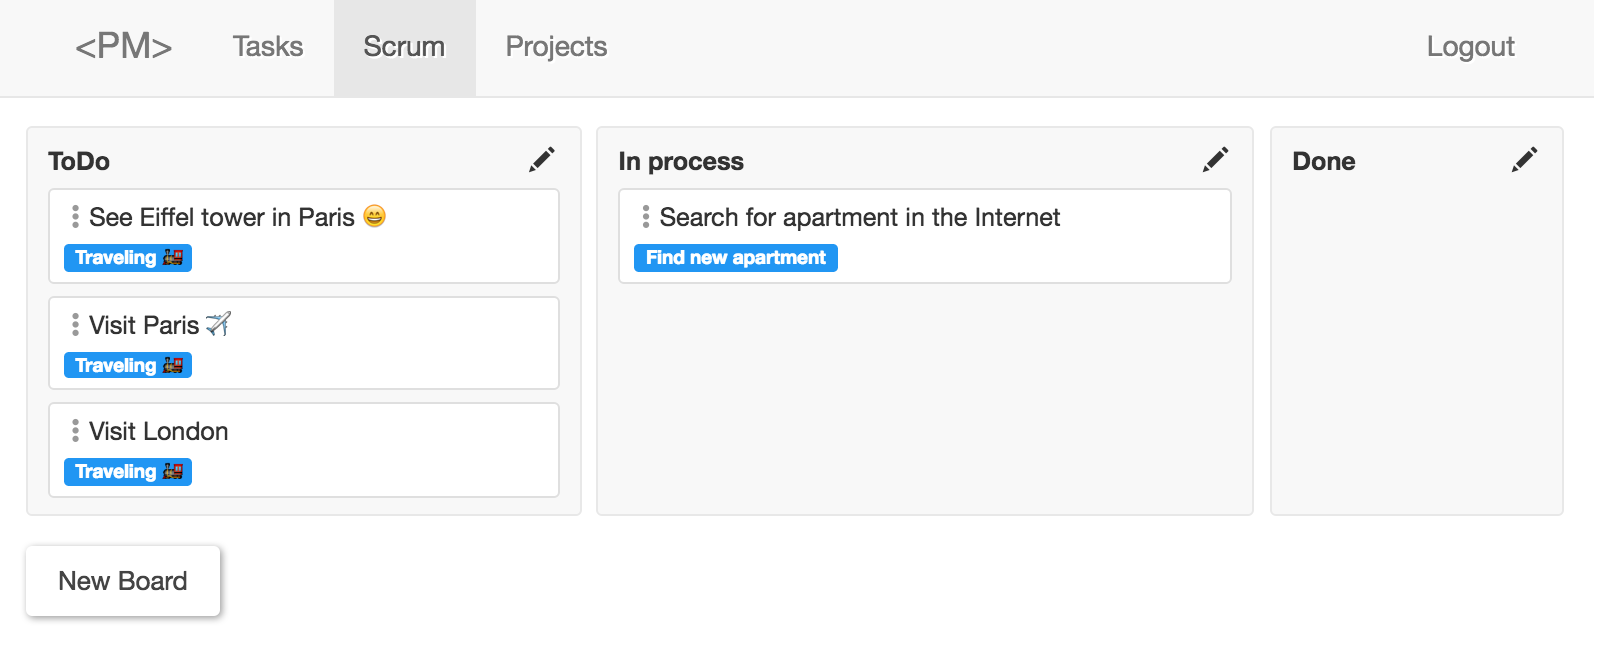 <PM> Tasks Scrum Projects Logout
ToDo
See Eiffel tower in Paris 😄
Traveling 🚂
Visit Paris ✈️
Traveling 🚂
Visit London
Traveling 🚂
In process
Search for apartment in the Internet
Find new apartment
Done
New Board